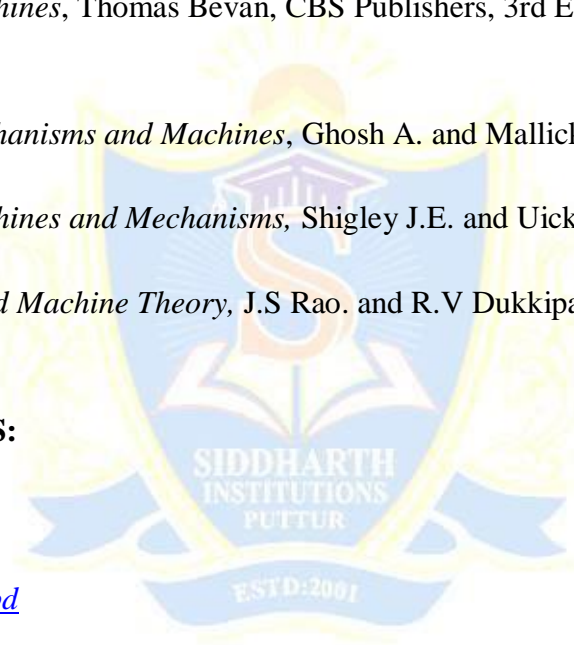 hines, Thomas Bevan, CBS Publishers, 3rd E
hanisms and Machines, Ghosh A. and Mallich
hines and Mechanisms, Shigley J.E. and Uick
d Machine Theory, J.S Rao. and R.V Dukkipa
S:
SIDDHARTH
INSTITUTIONS
PUTTUR
ESTD:2001